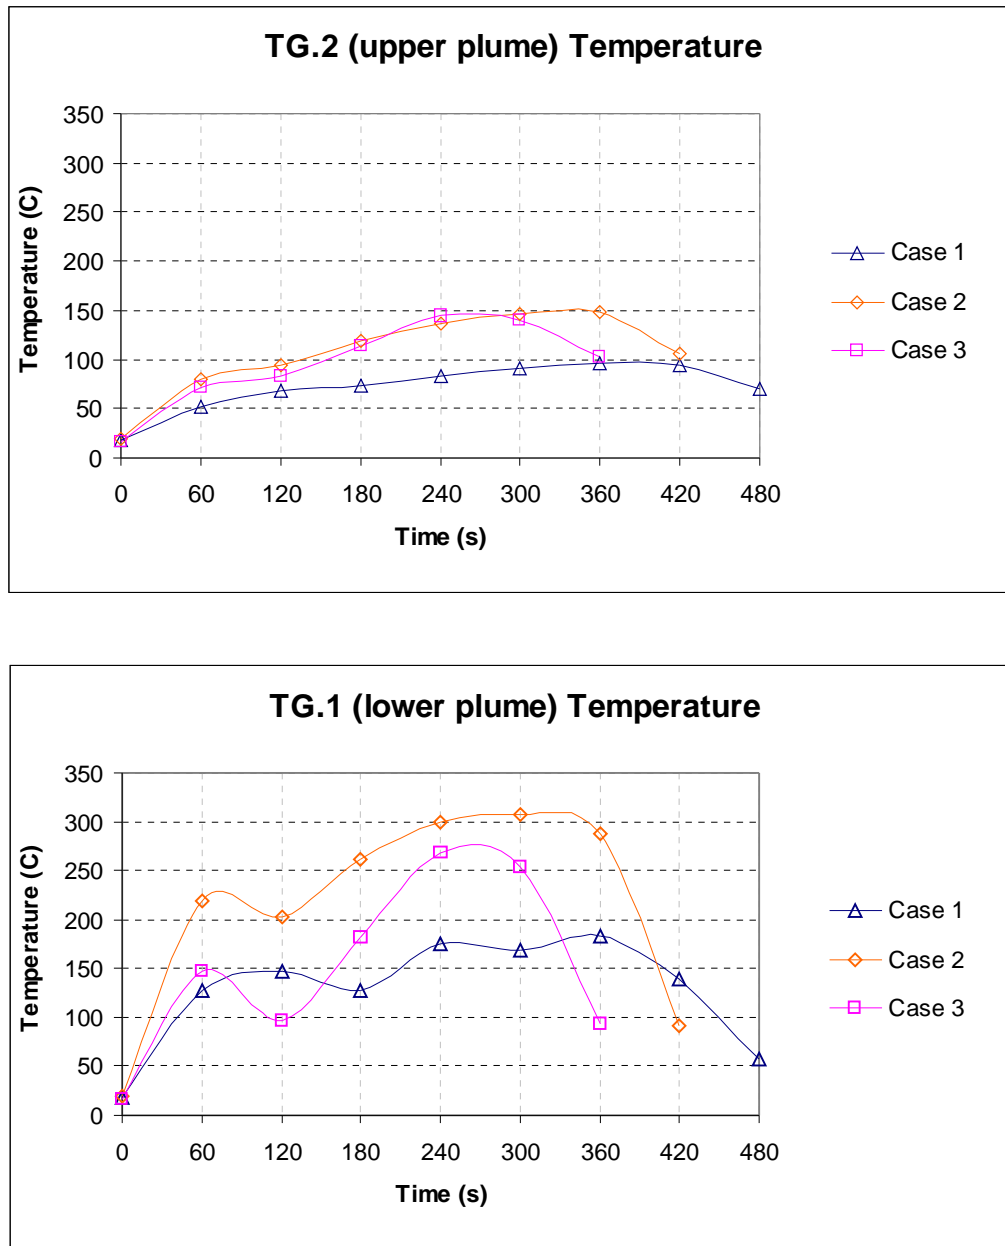 TG.2 (upper plume) Temperature
350
300
250
200
150
100
50
0
Temperature (C)
0 60 120 180 240 300 360 420 480
Time (s)
Case 1
Case 2
Case 3
TG.1 (lower plume) Temperature
350
300
250
200
150
100
50
0
Temperature (C)
0 60 120 180 240 300 360 420 480
Time (s)
Case 1
Case 2
Case 3